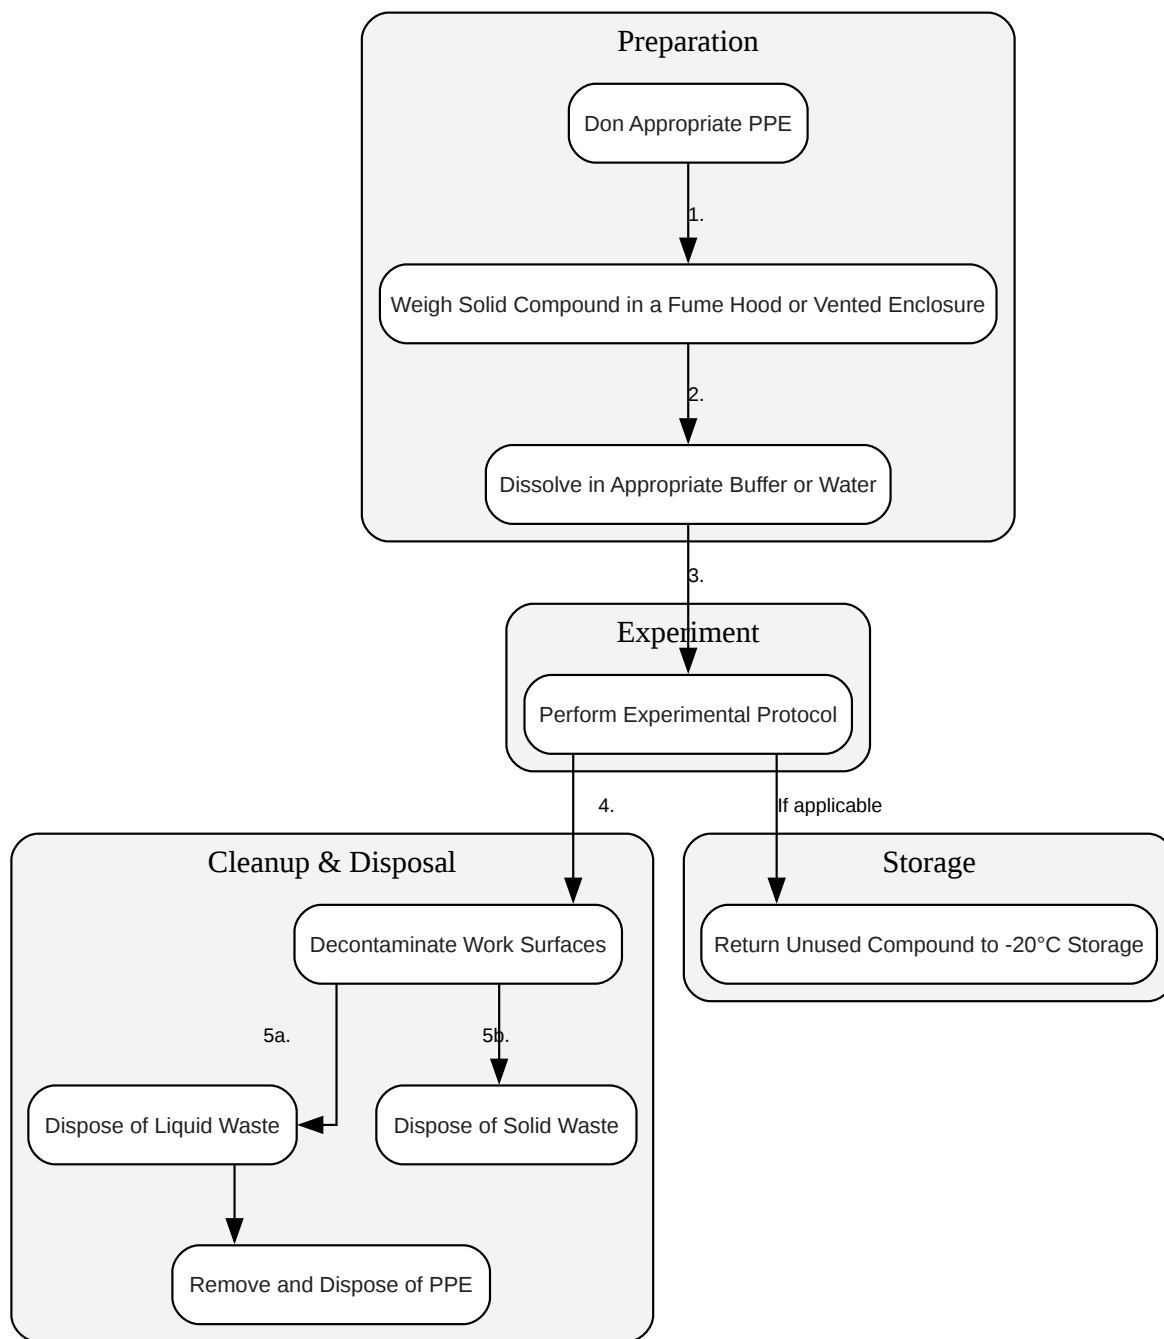 Preparation
Don Appropriate PPE
1.
Weigh Solid Compound in a Fume Hood or Vented Enclosure
2.
Dissolve in Appropriate Buffer or Water
3.
Experiment
Perform Experimental Protocol
4.
If applicable
Cleanup & Disposal
Storage
Decontaminate Work Surfaces
Return Unused Compound to -20°C Storage
5a.
5b.
Dispose of Liquid Waste
Dispose of Solid Waste
Remove and Dispose of PPE